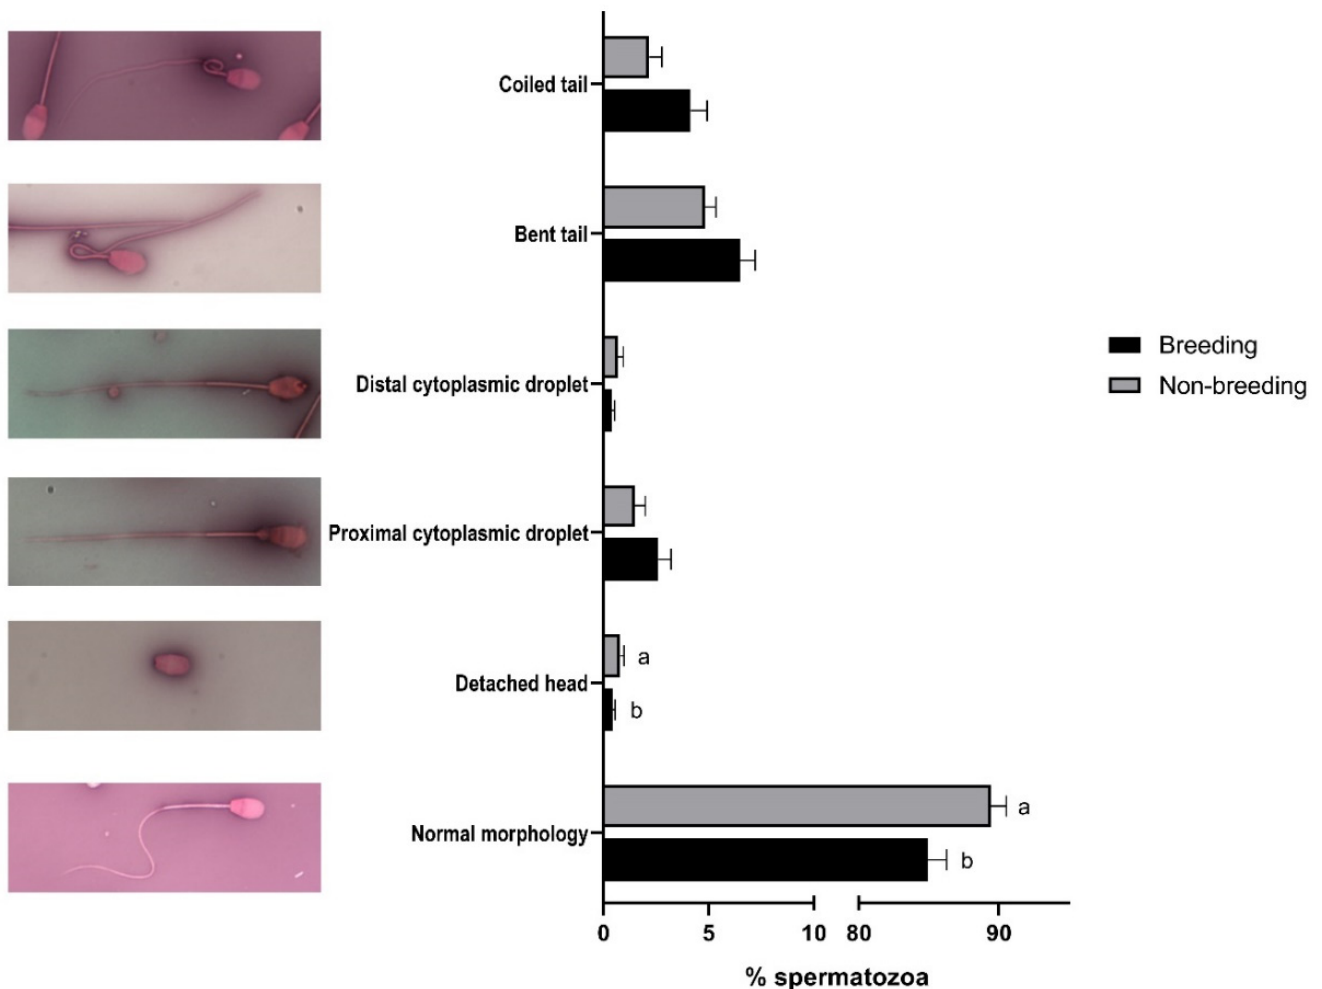 Coiled tail
Bent tail
Distal cytoplasmic droplet
Proximal cytoplasmic droplet
a
Detached head
b
a
Normal morphology
b
0 5 10 80 90
% spermatozoa
Breeding
Non-breeding